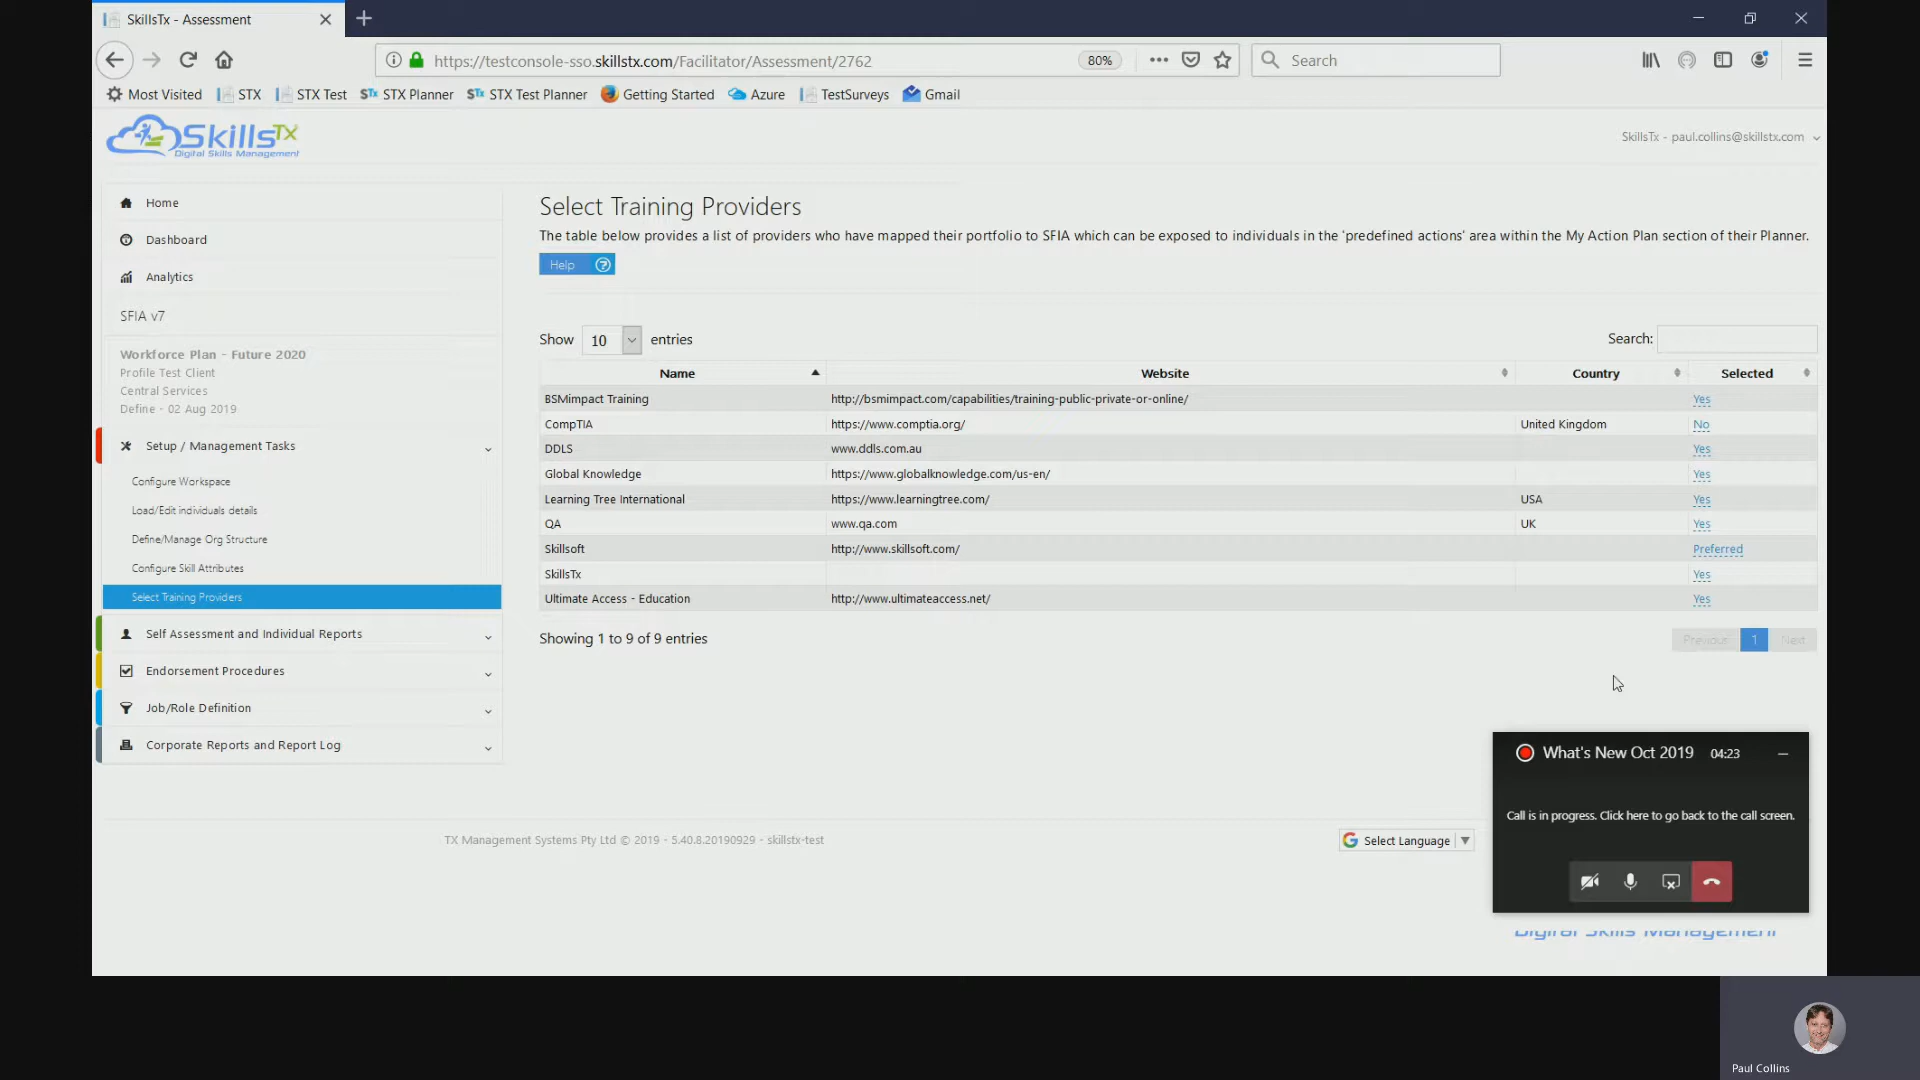 SkillsTx - Assessment
https://testconsole-sso.skillstx.com/Facilitator/Assessment/2762
80%
Search
Most Visited
STX
STX Test
STX Planner
STX Test Planner
Getting Started
Azure
TestSurveys
Gmail
SkillsTX
Digital Skills Management
SkillsTx - paul.collins@skillstx.com
Home
Dashboard
Analytics
SFIA v7
Workforce Plan - Future 2020
Profile Test Client
Central Services
Define - 02 Aug 2019
Setup / Management Tasks
Configure Workspace
Load/Edit individuals details
Define/Manage Org Structure
Configure Skill Attributes
Select Training Providers
Self Assessment and Individual Reports
Endorsement Procedures
Job/Role Definition
Corporate Reports and Report Log
Select Training Providers
The table below provides a list of providers who have mapped their portfolio to SFIA which can be exposed to individuals in the 'predefined actions' area within the My Action Plan section of their Planner.
Help
Show 10 entries
Search:
Name Website Country Selected
BSMimpact Training http://bsmimpact.com/capabilities/training-public-private-or-online/ Yes
CompTIA https://www.comptia.org/ United Kingdom No
DDLS www.ddls.com.au Yes
Global Knowledge https://www.globalknowledge.com/us-en/ Yes
Learning Tree International https://www.learningtree.com/ USA Yes
QA www.qa.com UK Yes
Skillsoft http://www.skillsoft.com/ Preferred
SkillsTx Yes
Ultimate Access - Education http://www.ultimateaccess.net/ Yes
Showing 1 to 9 of 9 entries
Previous 1 Next
TX Management Systems Pty Ltd © 2019 - 5.40.8.20190929 - skillstx-test
Select Language
What's New Oct 2019 04:23
Call is in progress. Click here to go back to the call screen.
Digital Skills Management
Paul Collins